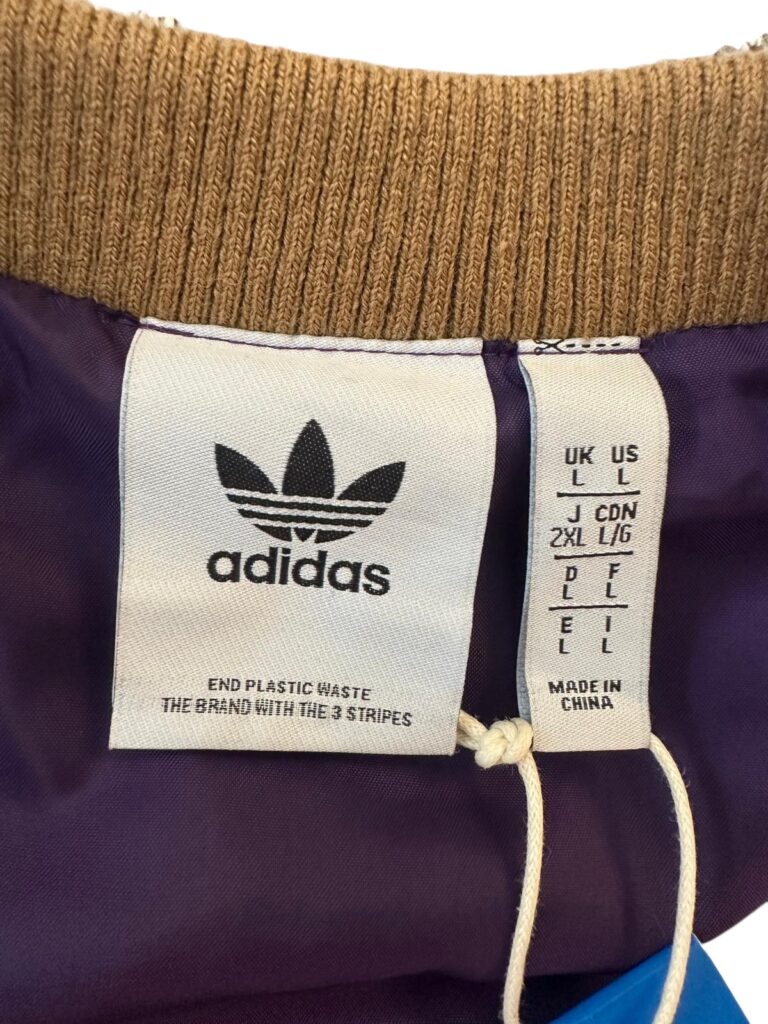 adidas
END PLASTIC WASTE
THE BRAND WITH THE 3 STRIPES
UK US
L L
J CDN
2XL L/G
D F
L L
E I
L L
MADE IN
CHINA